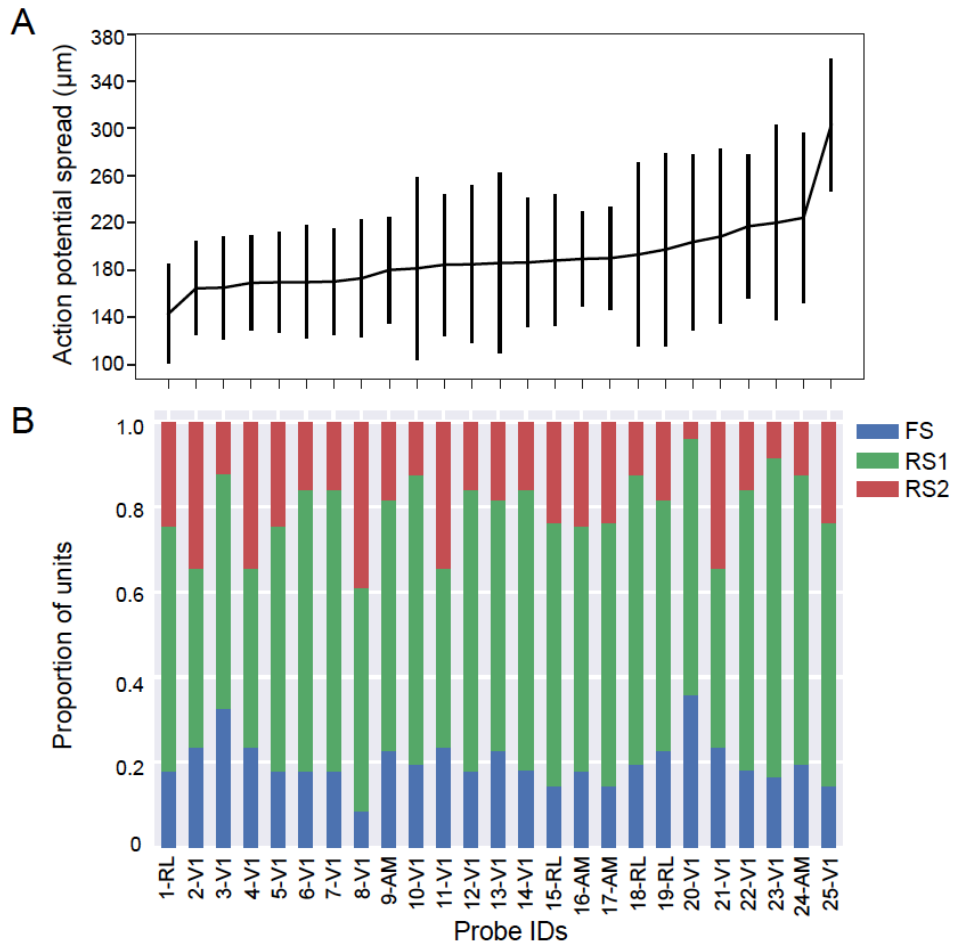 A
Action potential spread (μm)
380
340
300
260
220
180
140
100
B
Proportion of units
1.0
0.8
0.6
0.4
0.2
0
FS
RS1
RS2
1-RL
2-V1
3-V1
4-V1
5-V1
6-V1
7-V1
8-V1
9-AM
10-V1
11-V1
12-V1
13-V1
14-V1
15-RL
16-AM
17-AM
18-RL
19-RL
20-V1
21-V1
22-V1
23-V1
24-AM
25-V1
Probe IDs